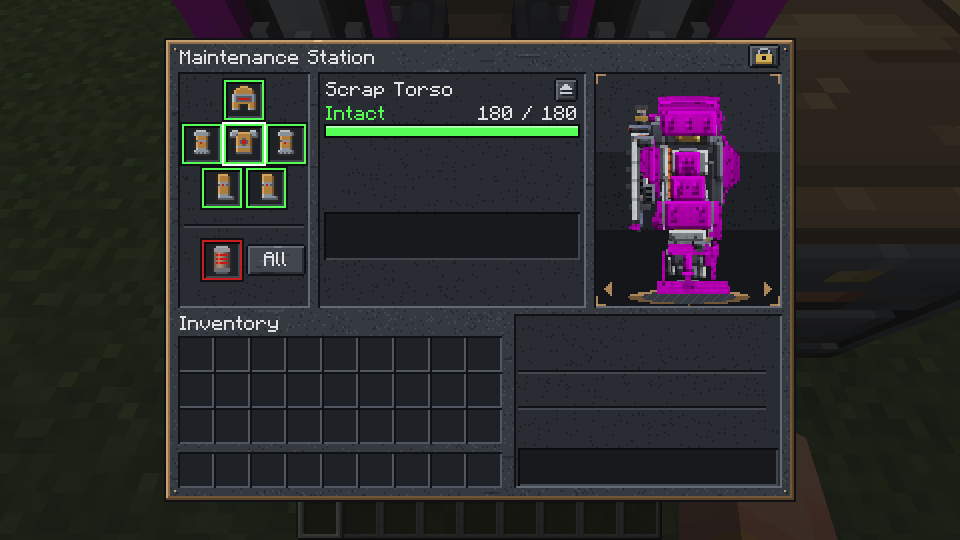 Maintenance Station
Scrap Torso
Intact 180 / 180
All
Inventory